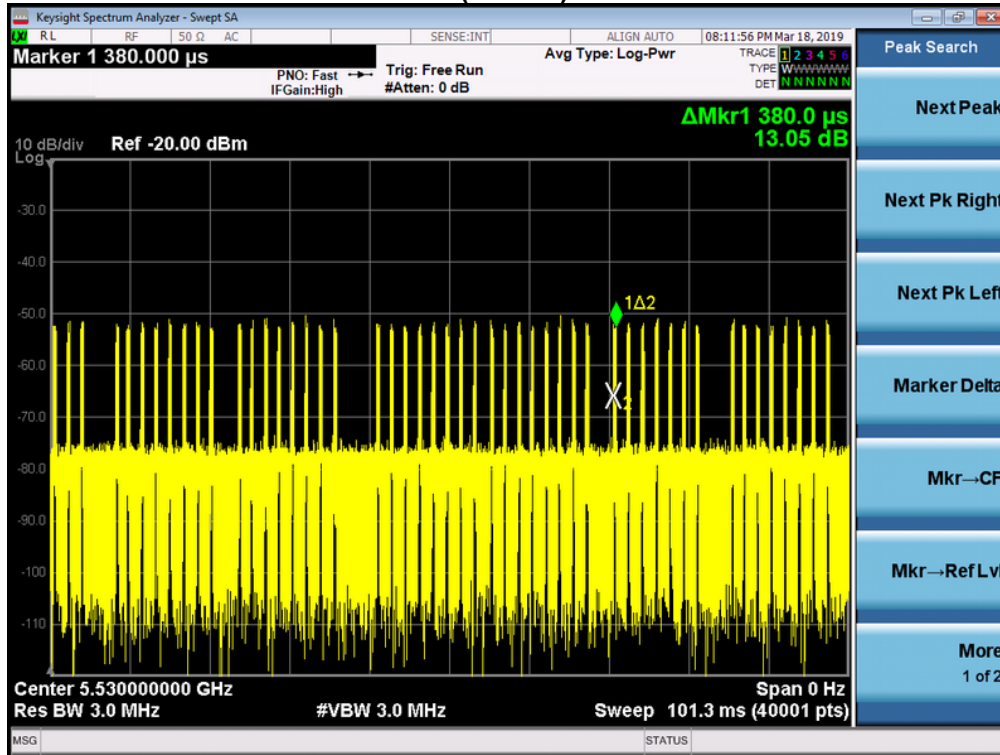 Keysight Spectrum Analyzer - Swept SA
LXI RL RF 50 Ω AC SENSE:INT ALIGN AUTO 08:11:56 PM Mar 18, 2019
Marker 1 380.000 µs
PNO: Fast
IFGain:High
Trig: Free Run
#Atten: 0 dB
Avg Type: Log-Pwr
TRACE 1 2 3 4 5 6
TYPE WWWWWW
DET N N N N N N
ΔMkr1 380.0 µs
13.05 dB
10 dB/div Ref -20.00 dBm
Log
-30.0
-40.0
-50.0
-60.0
-70.0
-80.0
-90.0
-100
-110
1Δ2
2
Center 5.530000000 GHz Span 0 Hz
Res BW 3.0 MHz #VBW 3.0 MHz Sweep 101.3 ms (40001 pts)
MSG STATUS
Peak Search
Next Peak
Next Pk Right
Next Pk Left
Marker Delta
Mkr→CF
Mkr→Ref Lvl
More
1 of 2